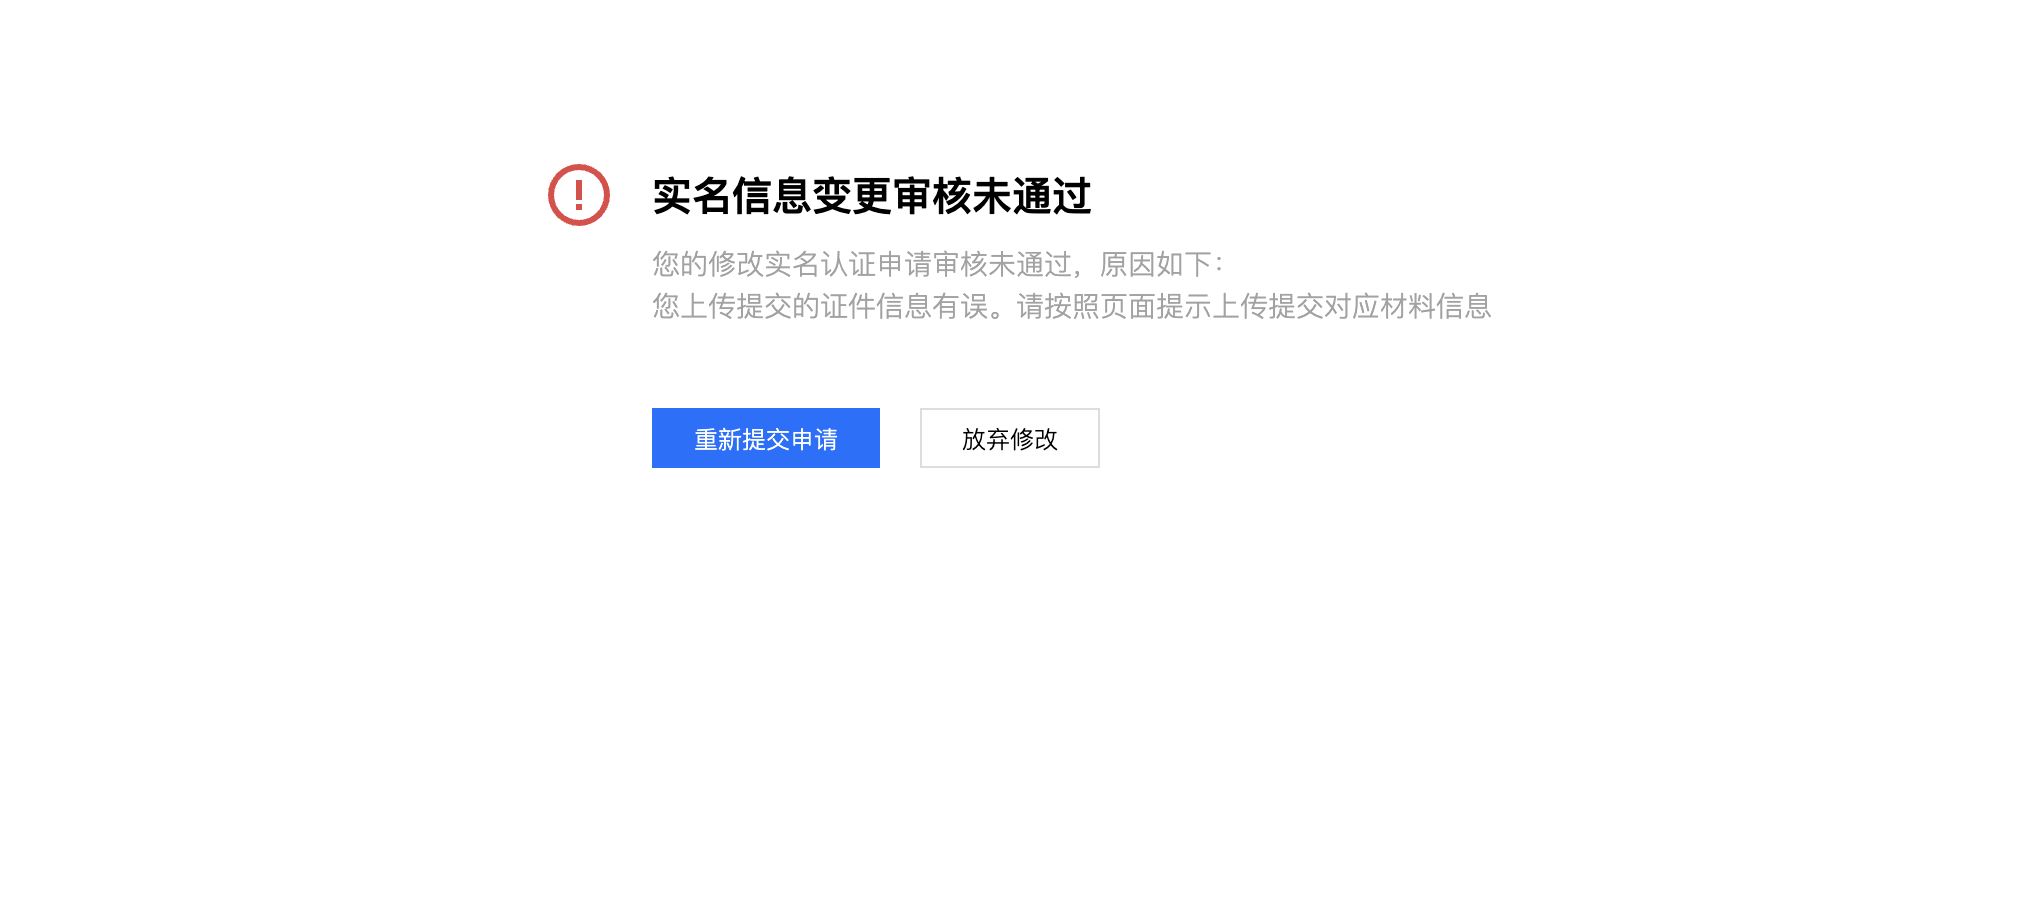 实名信息变更审核未通过
您的修改实名认证申请审核未通过，原因如下：
您上传提交的证件信息有误。请按照页面提示上传提交对应材料信息
重新提交申请
放弃修改